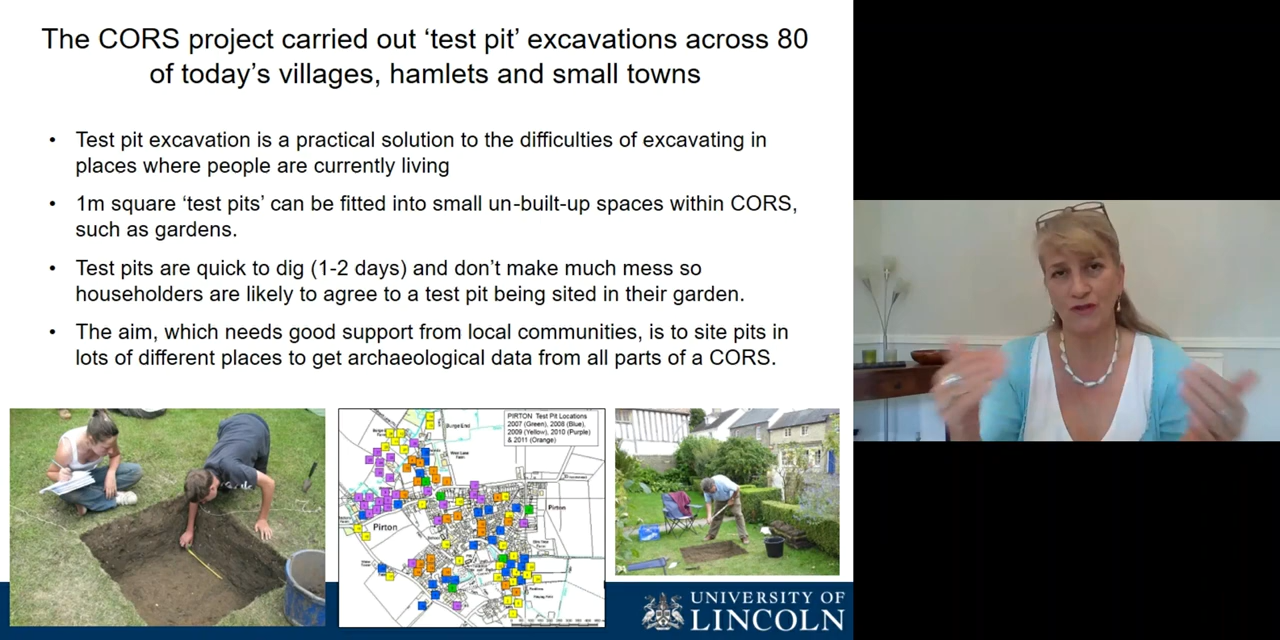 The CORS project carried out ‘test pit’ excavations across 80
of today’s villages, hamlets and small towns
• Test pit excavation is a practical solution to the difficulties of excavating in
places where people are currently living
• 1m square ‘test pits’ can be fitted into small un-built-up spaces within CORS,
such as gardens.
• Test pits are quick to dig (1-2 days) and don’t make much mess so
householders are likely to agree to a test pit being sited in their garden.
• The aim, which needs good support from local communities, is to site pits in
lots of different places to get archaeological data from all parts of a CORS.
PIRTON Test Pit Locations
2007 (Green), 2008 (Blue),
2009 (Yellow), 2010 (Purple)
& 2011 (Orange)
Burge End
Pirton
Pirton
UNIVERSITY OF
LINCOLN